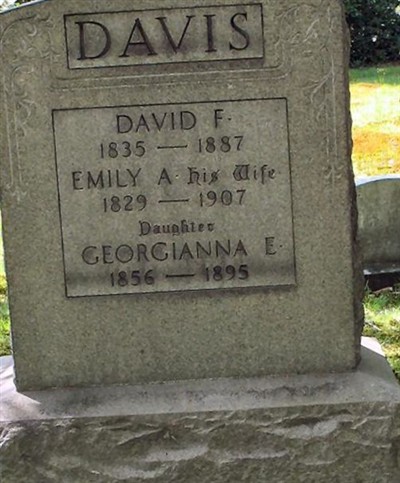 DAVIS
DAVID F.
1835 — 1887
EMILY A. his Wife
1829 — 1907
Daughter
GEORGIANNA E.
1856 — 1895